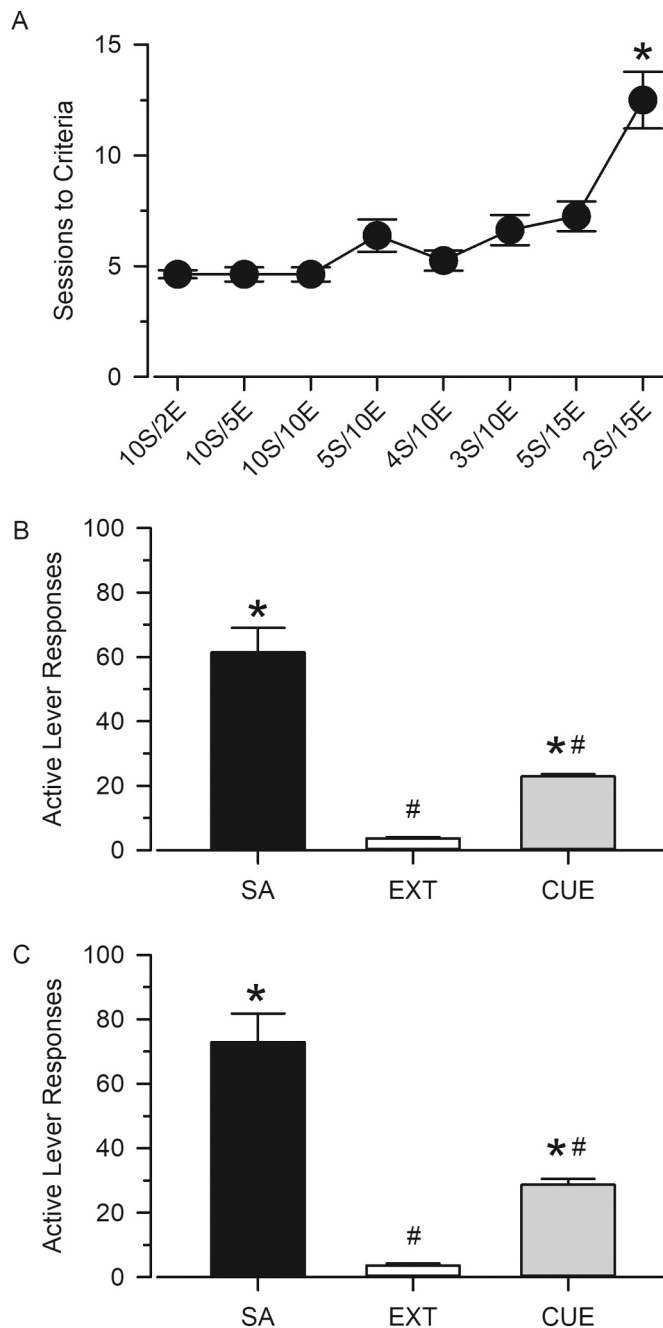 A
Sessions to Criteria
15
10
5
0
*
10S/2E
10S/5E
10S/10E
5S/10E
4S/10E
3S/10E
5S/15E
2S/15E
B
Active Lever Responses
100
80
60
40
20
0
*
#
*#
SA EXT CUE
C
Active Lever Responses
100
80
60
40
20
0
*
#
*#
SA EXT CUE